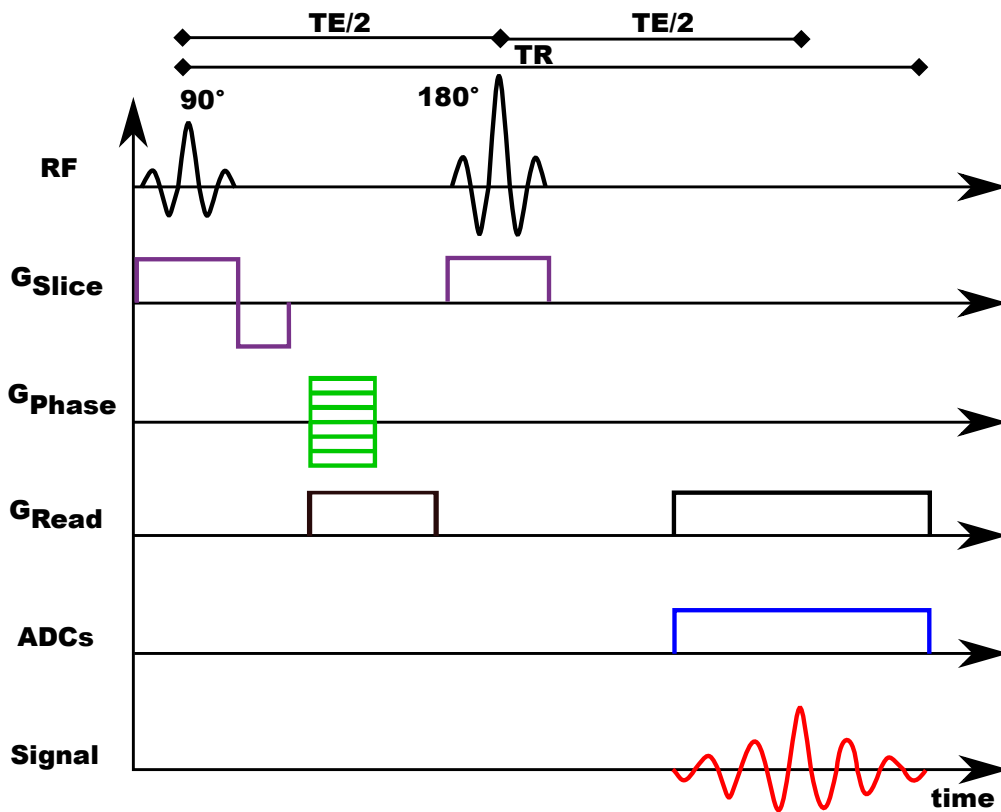 TE/2 TE/2
TR
90° 180°
RF
GSlice
GPhase
GRead
ADCs
Signal
time